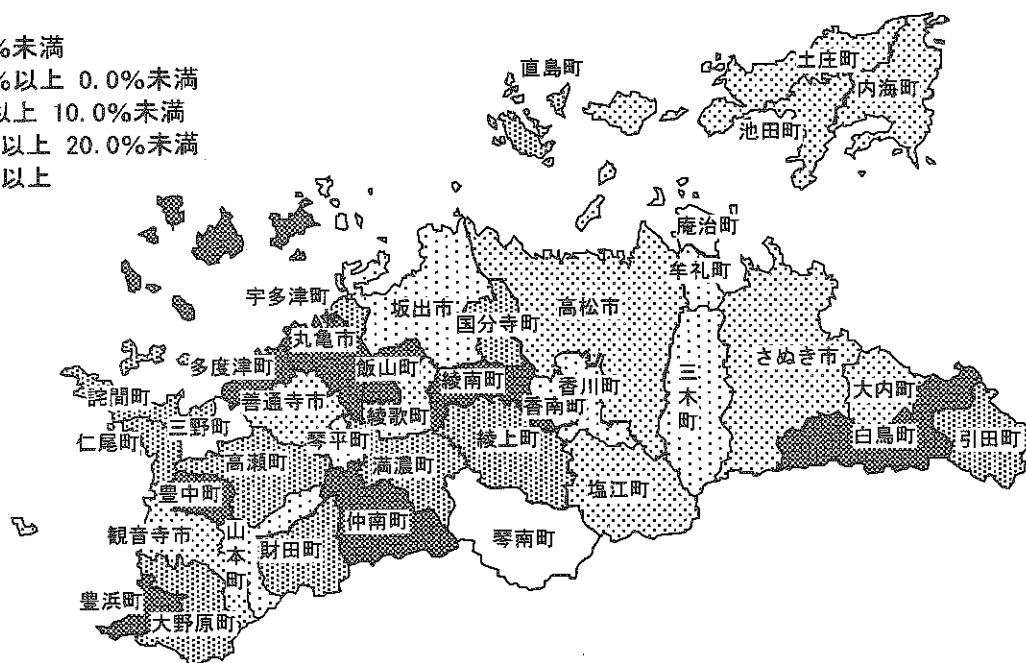 %未満
%以上 0.0%未満
以上 10.0%未満
以上 20.0%未満
以上
直島町
土庄町
内海町
池田町
庵治町
牟礼町
宇多津町
坂出市
国分寺町
高松市
丸亀市
さぬき市
多度津町
飯山町
綾南町
香川町
三木町
大内町
詫間町
善通寺市
綾歌町
香南町
仁尾町
三野町
琴平町
綾上町
白鳥町
引田町
高瀬町
満濃町
豊中町
塩江町
観音寺市
山本町
財田町
仲南町
琴南町
豊浜町
大野原町